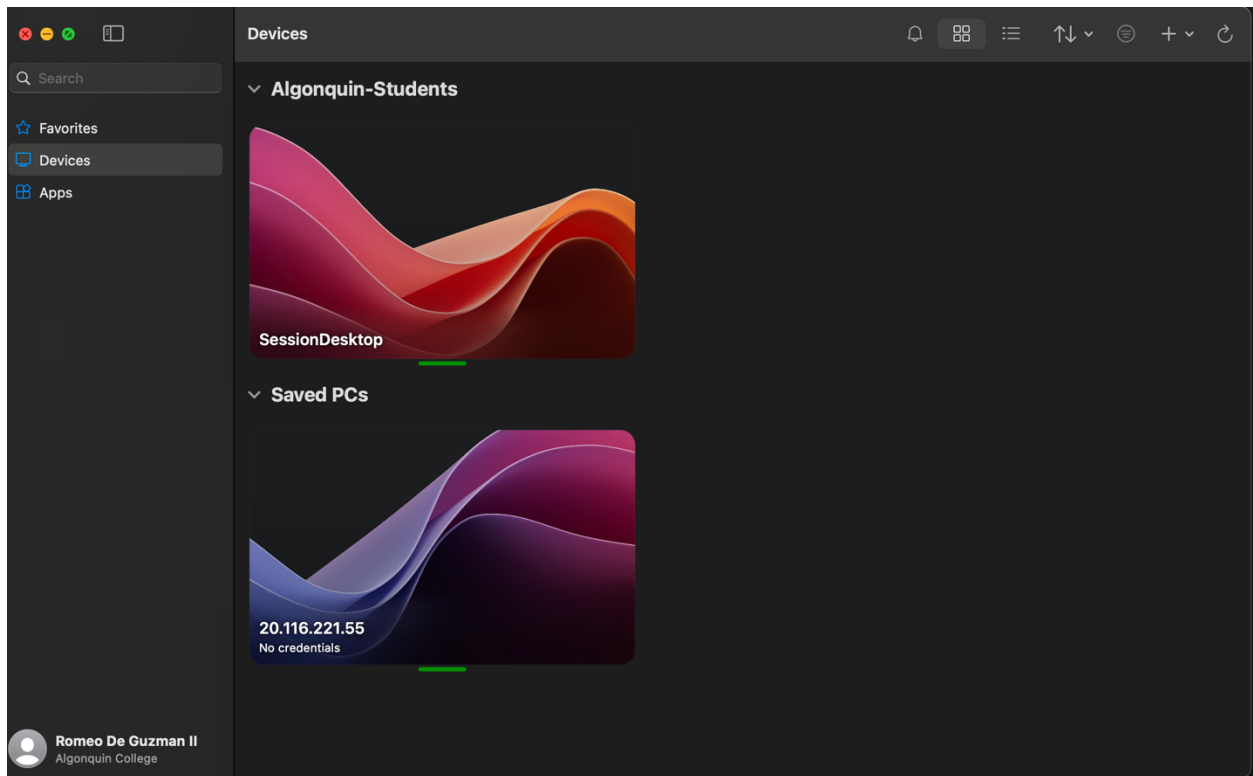 Devices
Search
Favorites
Devices
Apps
Algonquin-Students
SessionDesktop
Saved PCs
20.116.221.55
No credentials
Romeo De Guzman II
Algonquin College